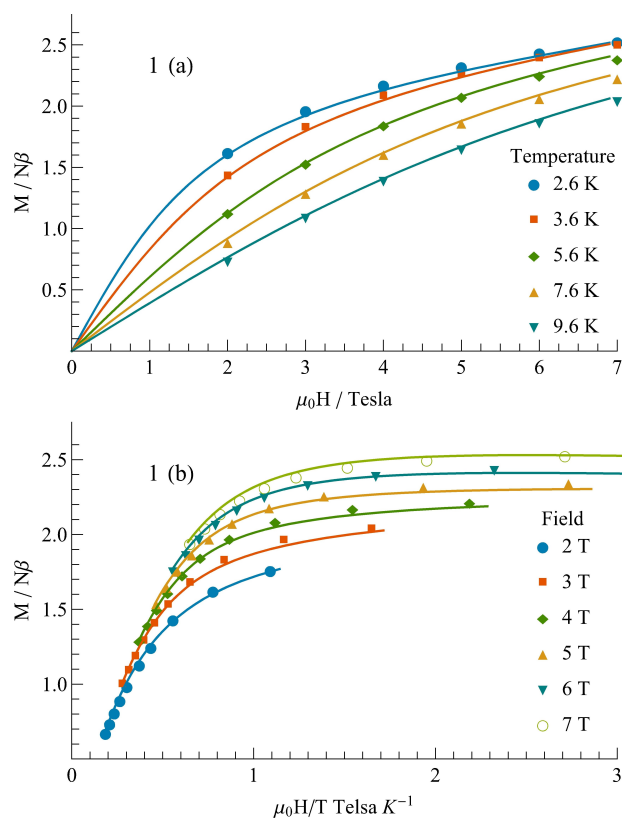 1 (a)
M / Nβ
2.5
2.0
1.5
1.0
0.5
0
1
2
3
4
5
6
7
μ₀H / Tesla
Temperature
2.6 K
3.6 K
5.6 K
7.6 K
9.6 K
1 (b)
M / Nβ
2.5
2.0
1.5
1.0
0
1
2
3
μ₀H/T Telsa K⁻¹
Field
2 T
3 T
4 T
5 T
6 T
7 T